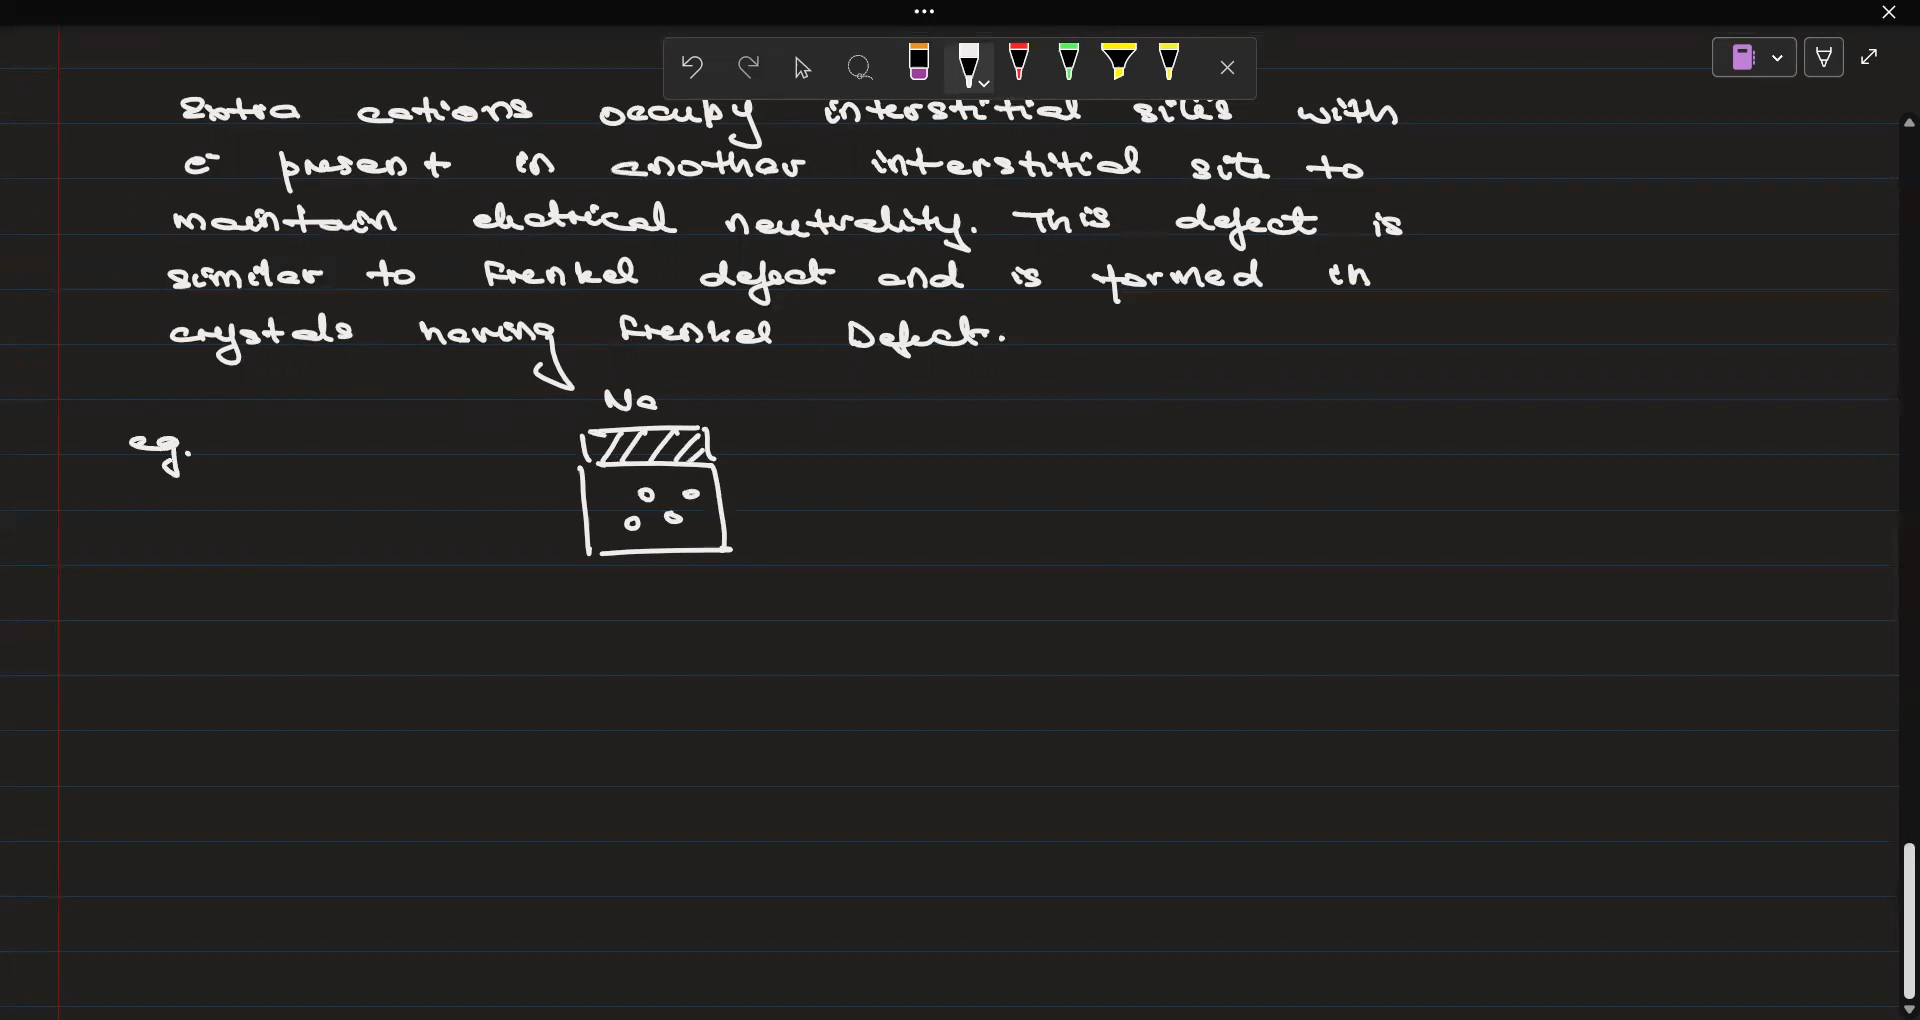 Extra cations occupy interstitial sites with
e⁻ present in another interstitial site to
maintain electrical neutrality. This defect is
similar to Frenkel defect and is formed in
crystals having Frenkel Defect.
Na
eg.